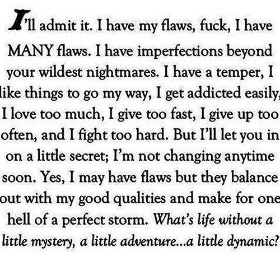 I'll admit it. I have my flaws, fuck, I have
MANY flaws. I have imperfections beyond
your wildest nightmares. I have a temper, I
like things to go my way, I get addicted easily,
I love too much, I give too fast, I give up too
often, and I fight too hard. But I'll let you in
on a little secret; I'm not changing anytime
soon. Yes, I may have flaws but they balance
out with my good qualities and make for one
hell of a perfect storm. What's life without a
little mystery, a little adventure...a little dynamic?